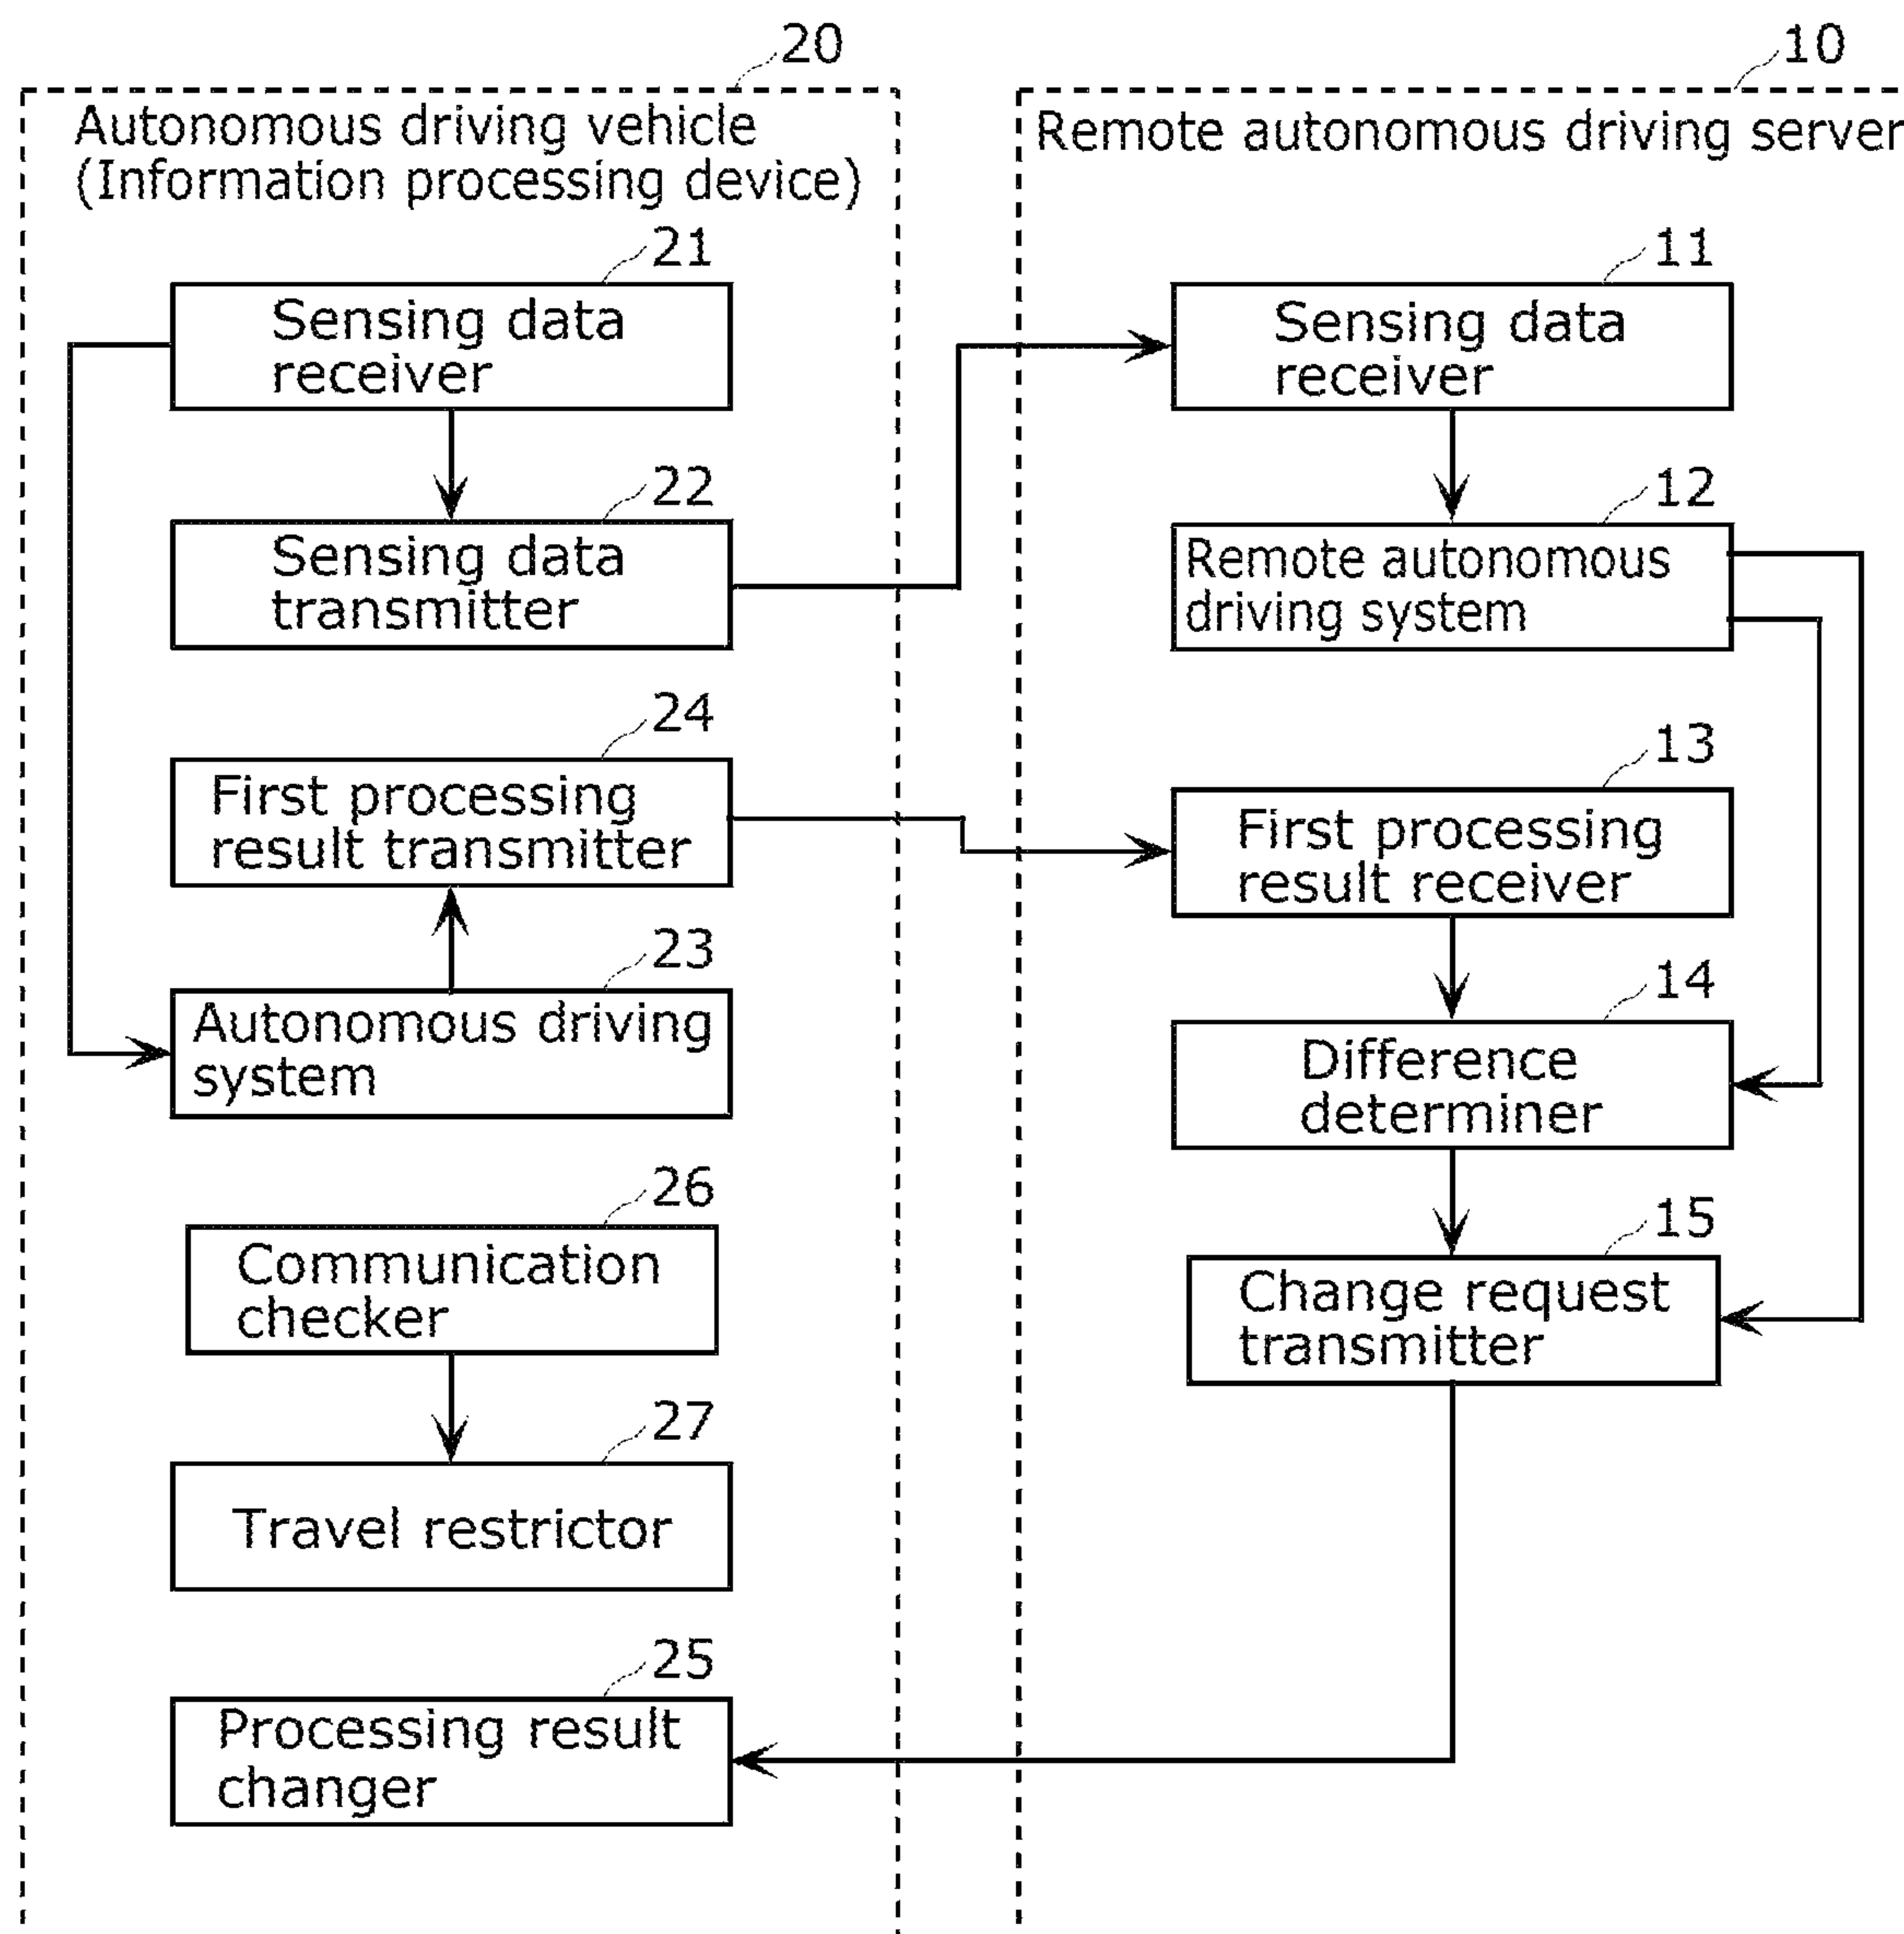 20
Autonomous driving vehicle
(Information processing device)
21
Sensing data
receiver
22
Sensing data
transmitter
24
First processing
result transmitter
23
Autonomous driving
system
26
Communication
checker
27
Travel restrictor
25
Processing result
changer
10
Remote autonomous driving server
11
Sensing data
receiver
12
Remote autonomous
driving system
13
First processing
result receiver
14
Difference
determiner
15
Change request
transmitter